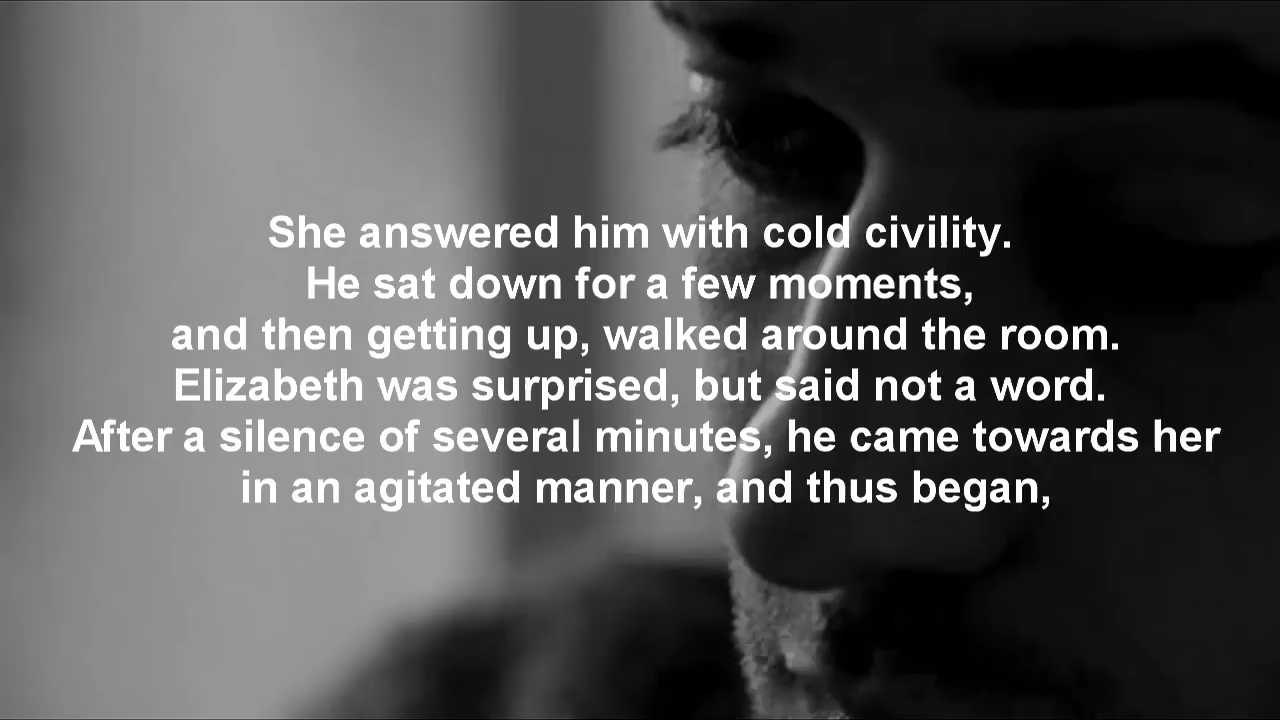 She answered him with cold civility.
He sat down for a few moments,
and then getting up, walked around the room.
Elizabeth was surprised, but said not a word.
After a silence of several minutes, he came towards her
in an agitated manner, and thus began,